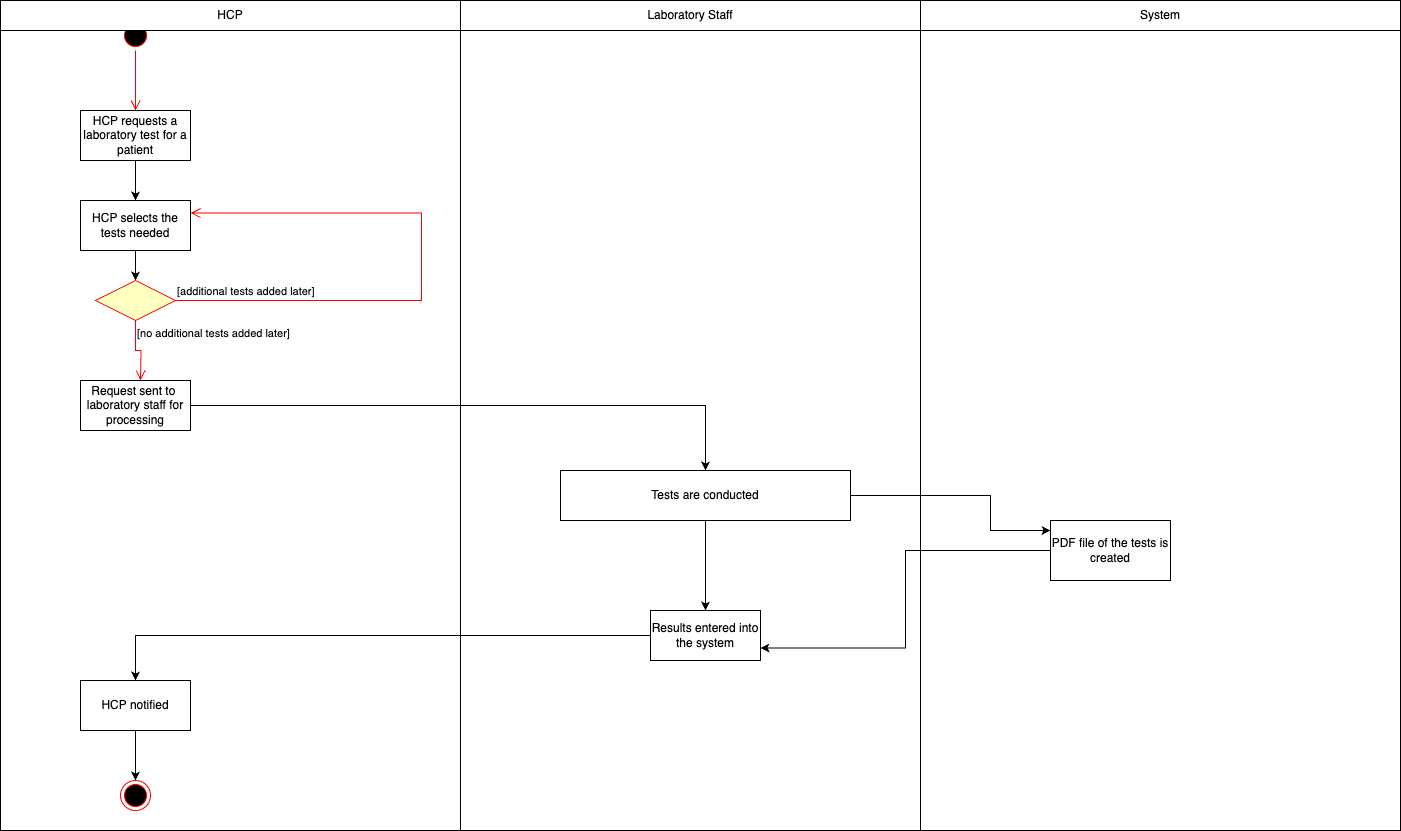 HCP
Laboratory Staff
System
HCP requests a
laboratory test for a
patient
HCP selects the
tests needed
[additional tests added later]
[no additional tests added later]
Request sent to
laboratory staff for
processing
Tests are conducted
PDF file of the tests is
created
Results entered into
the system
HCP notified